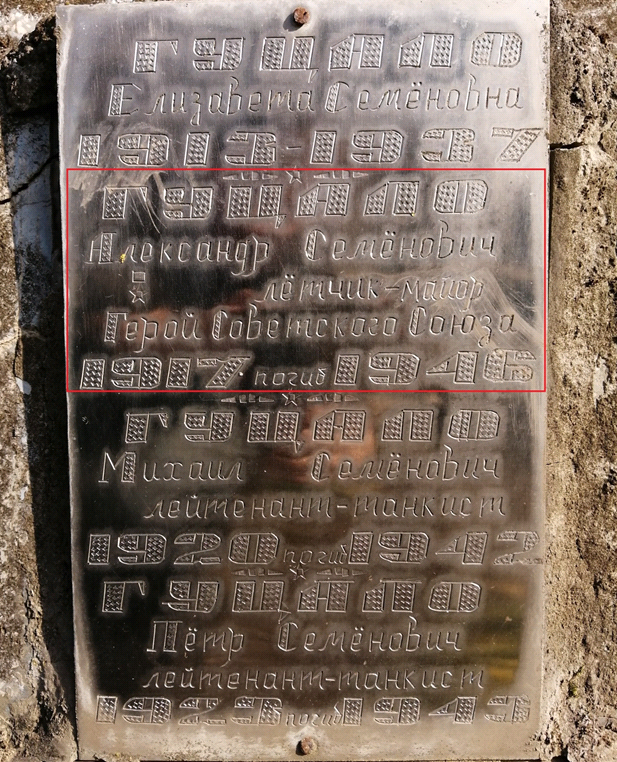 ГУЦАЛО
Елизавета Семёновна
1913-1937
ГУЦАЛО
Александр Семёнович
лётчик-майор
Герой Советского Союза
1917 погиб 1946
ГУЦАЛО
Михаил Семёнович
лейтенант-танкист
1920 погиб 1942
ГУЦАЛО
Пётр Семёнович
лейтенант-танкист
1923 погиб 1943